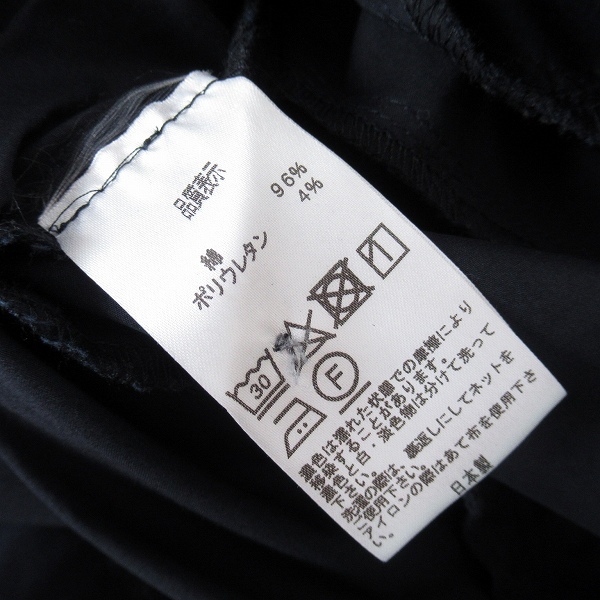 品質表示
綿 96%
ポリウレタン 4%
30
F
濃色は濡れた状態での摩擦により
移染することがあります。
濃色と白・淡色物は分けて洗って
下さい。
洗濯の際は、裏返しにしてネットを
ご使用下さい。
アイロンの際はあて布を使用下さ
い。
日本製